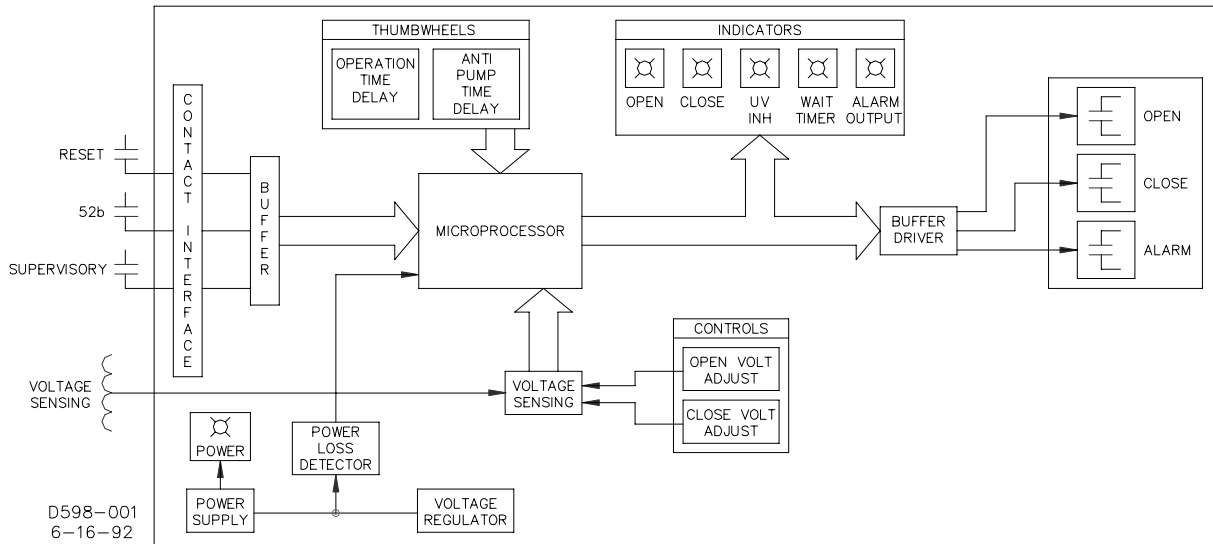 THUMBWHEELS
OPERATION
TIME
DELAY
ANTI
PUMP
TIME
DELAY
INDICATORS
OPEN
CLOSE
UV
INH
WAIT
TIMER
ALARM
OUTPUT
CONTACT INTERFACE
RESET
52b
SUPERVISORY
BUFFER
MICROPROCESSOR
BUFFER
DRIVER
OPEN
CLOSE
ALARM
CONTROLS
OPEN VOLT
ADJUST
CLOSE VOLT
ADJUST
VOLTAGE
SENSING
VOLTAGE
SENSING
POWER
POWER
LOSS
DETECTOR
POWER
SUPPLY
VOLTAGE
REGULATOR
D598-001
6-16-92